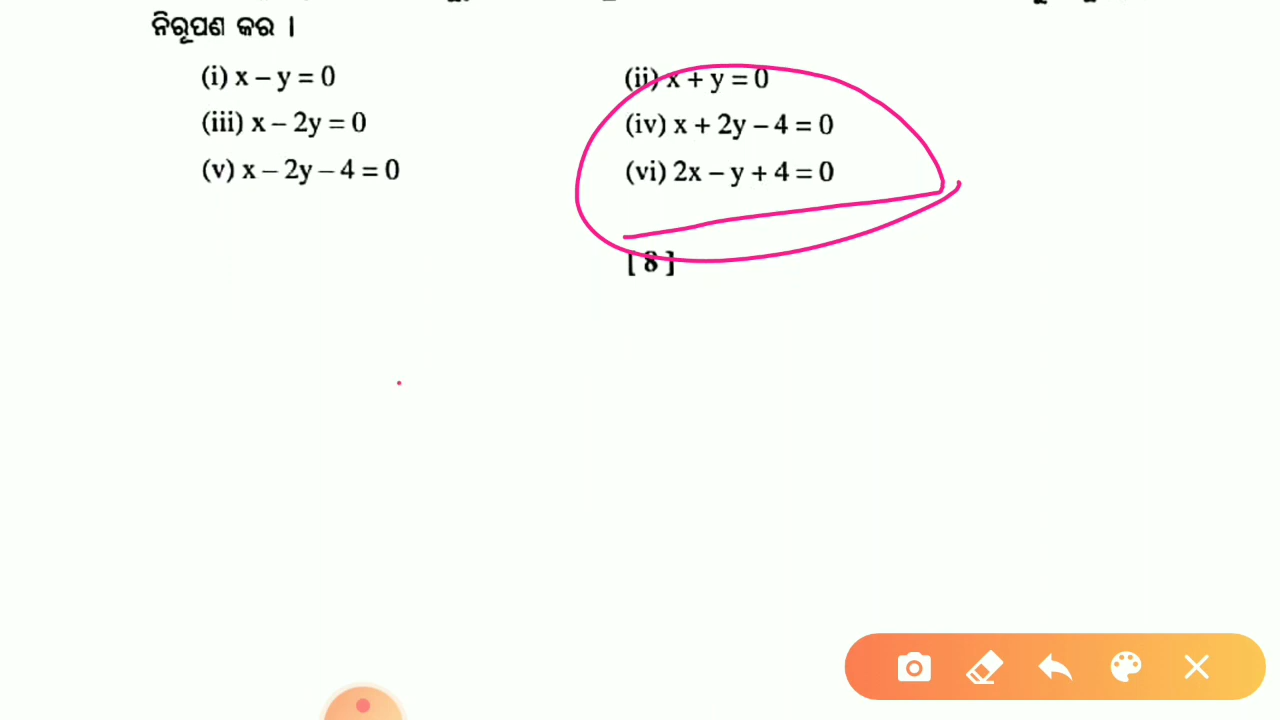 ନିରୂପଣ କର ।
(i) x – y = 0 (ii) x + y = 0
(iii) x – 2y = 0 (iv) x + 2y – 4 = 0
(v) x – 2y – 4 = 0 (vi) 2x – y + 4 = 0
[ 8 ]